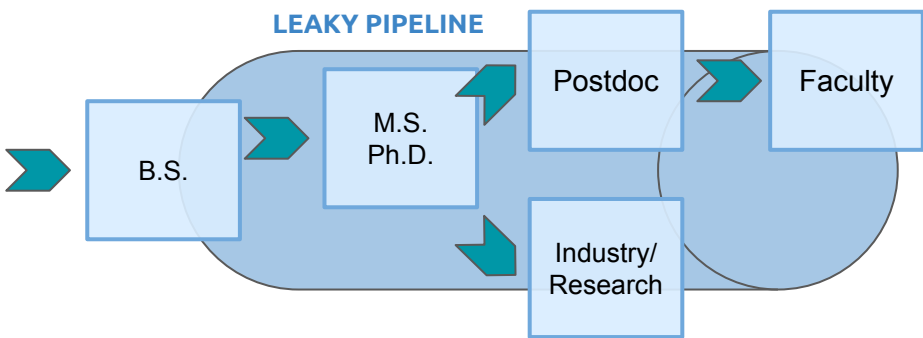 LEAKY PIPELINE
B.S.
M.S.
Ph.D.
Postdoc
Faculty
Industry/
Research